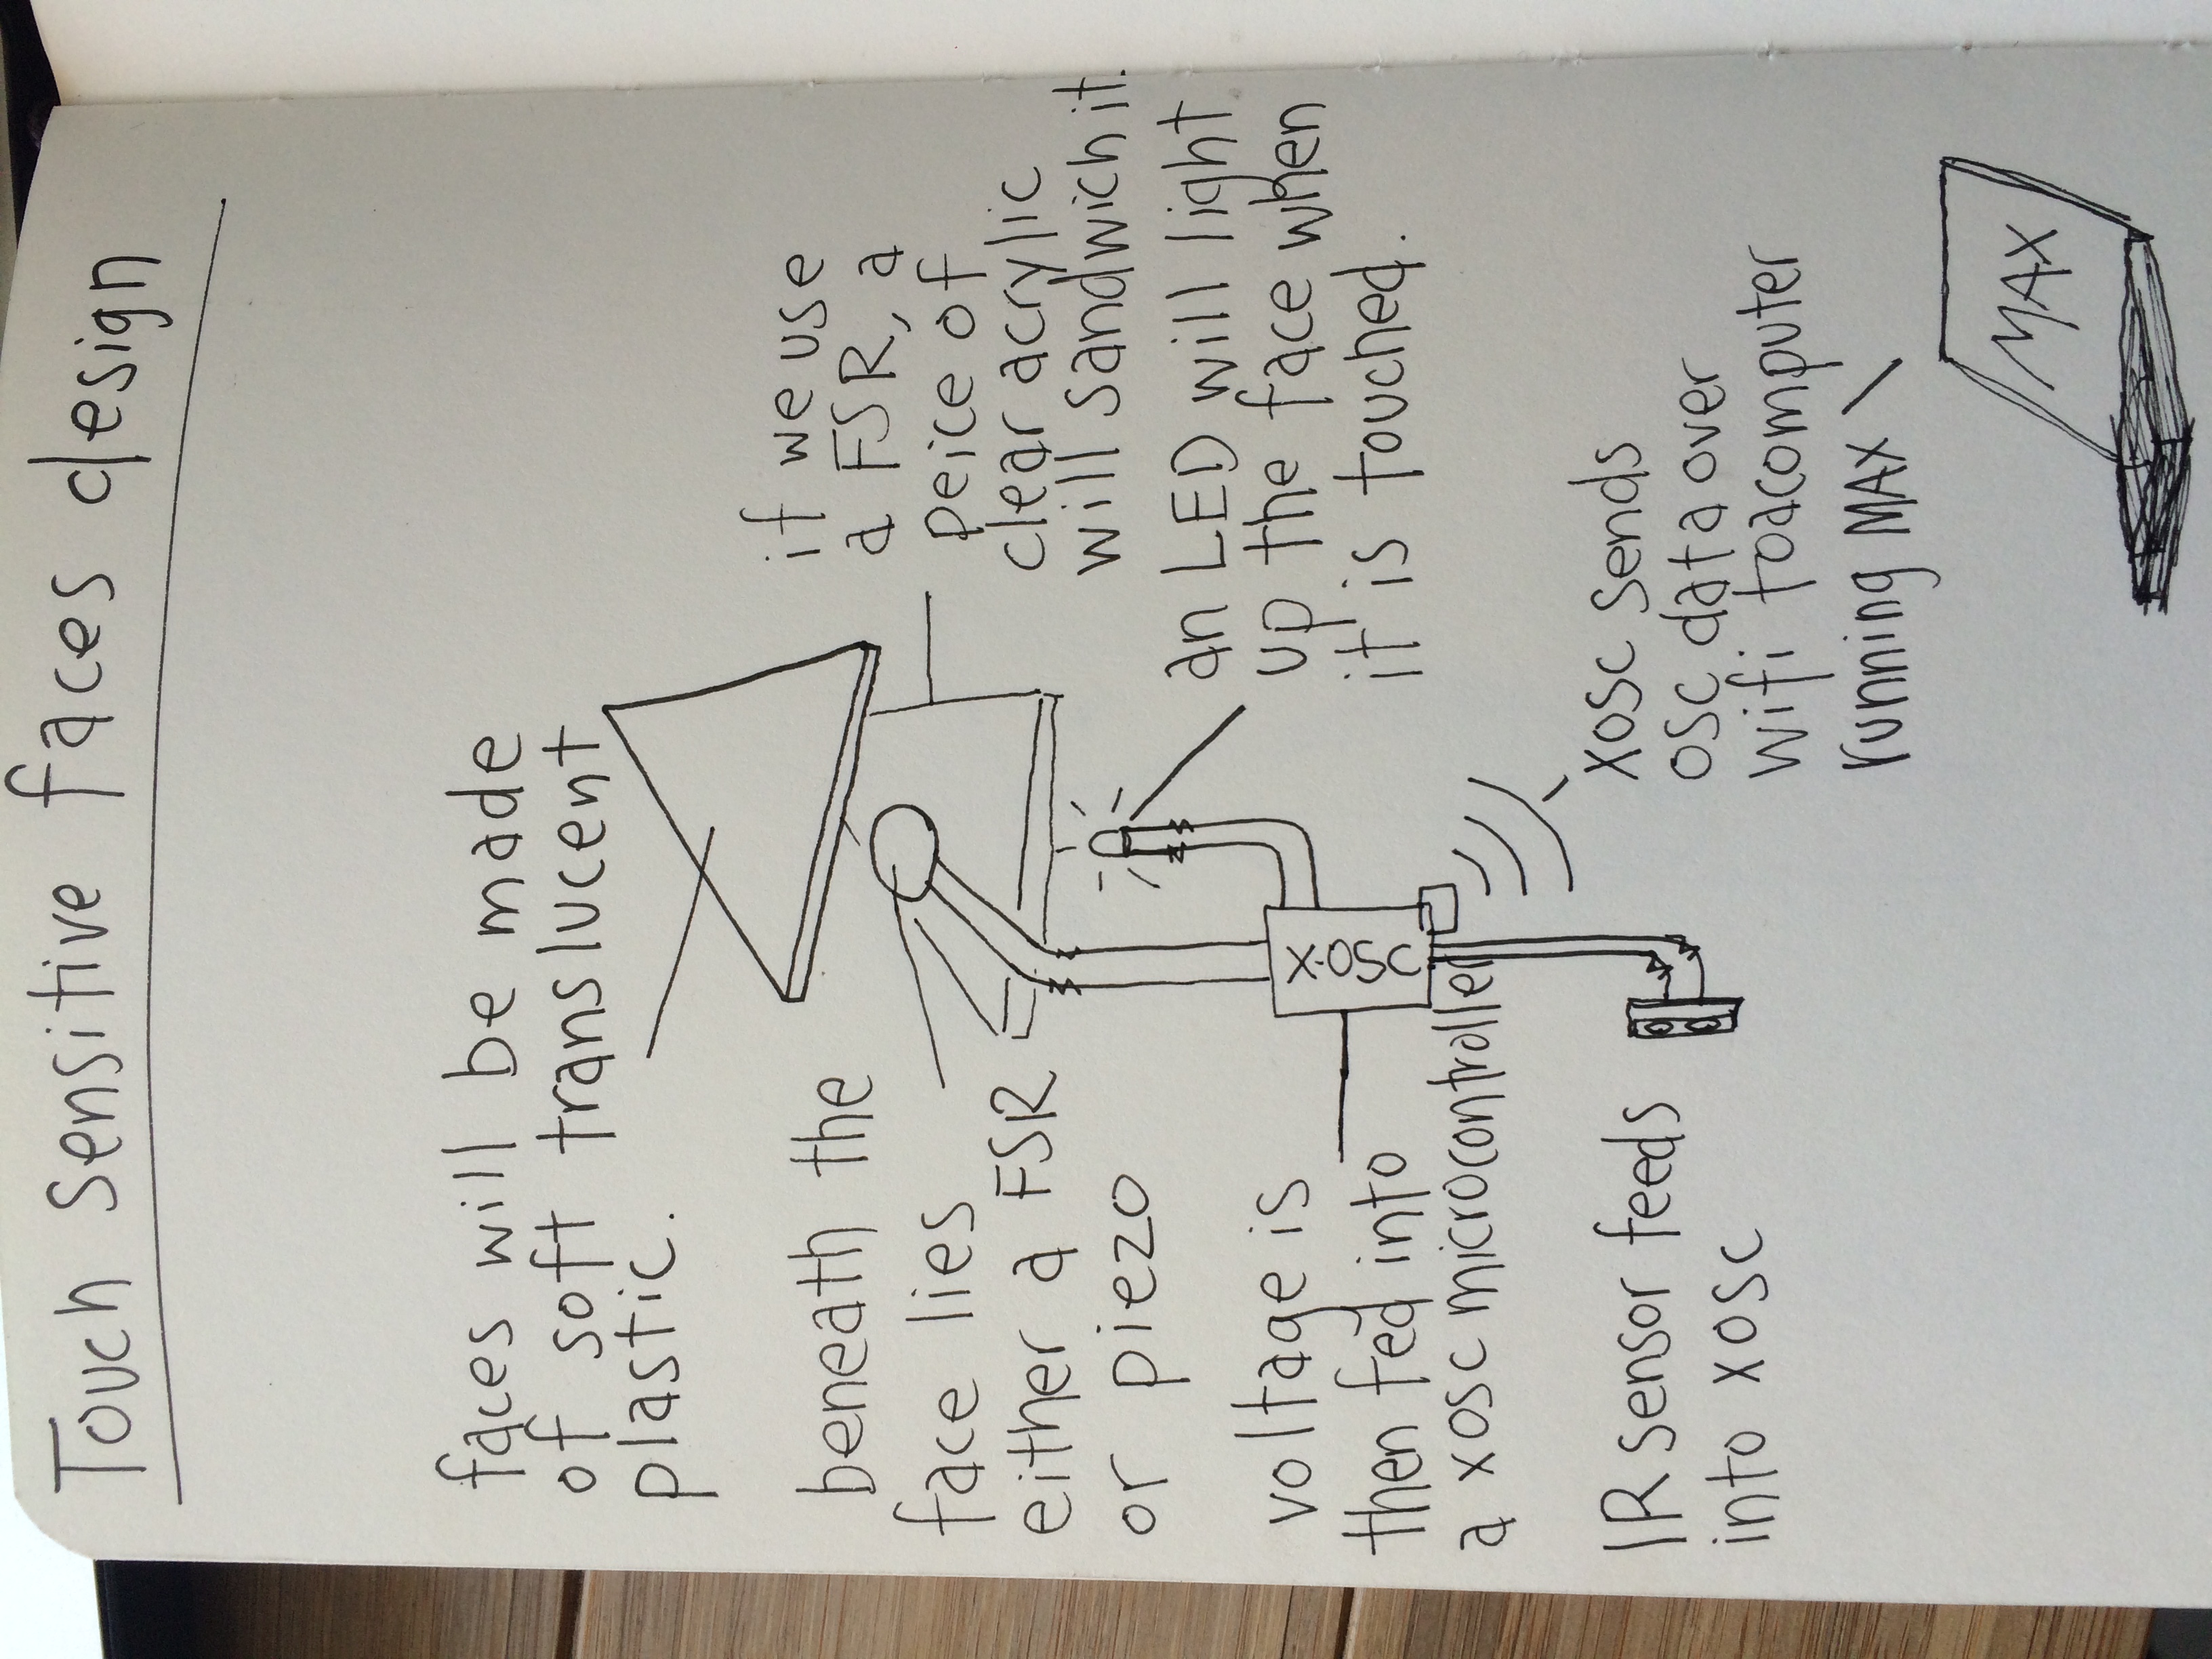 Touch sensitive faces design
faces will be made
of soft translucent
plastic.
beneath the
face lies
either a FSR
or piezo
if we use
a FSR, a
peice of
clear acrylic
will sandwich it.
an LED will light
up the face when
it is touched.
voltage is
then fed into
a xosc microcontroller
X-OSC
IR sensor feeds
into xosc
xosc sends
osc data over
wifi to a computer
running MAX
MAX